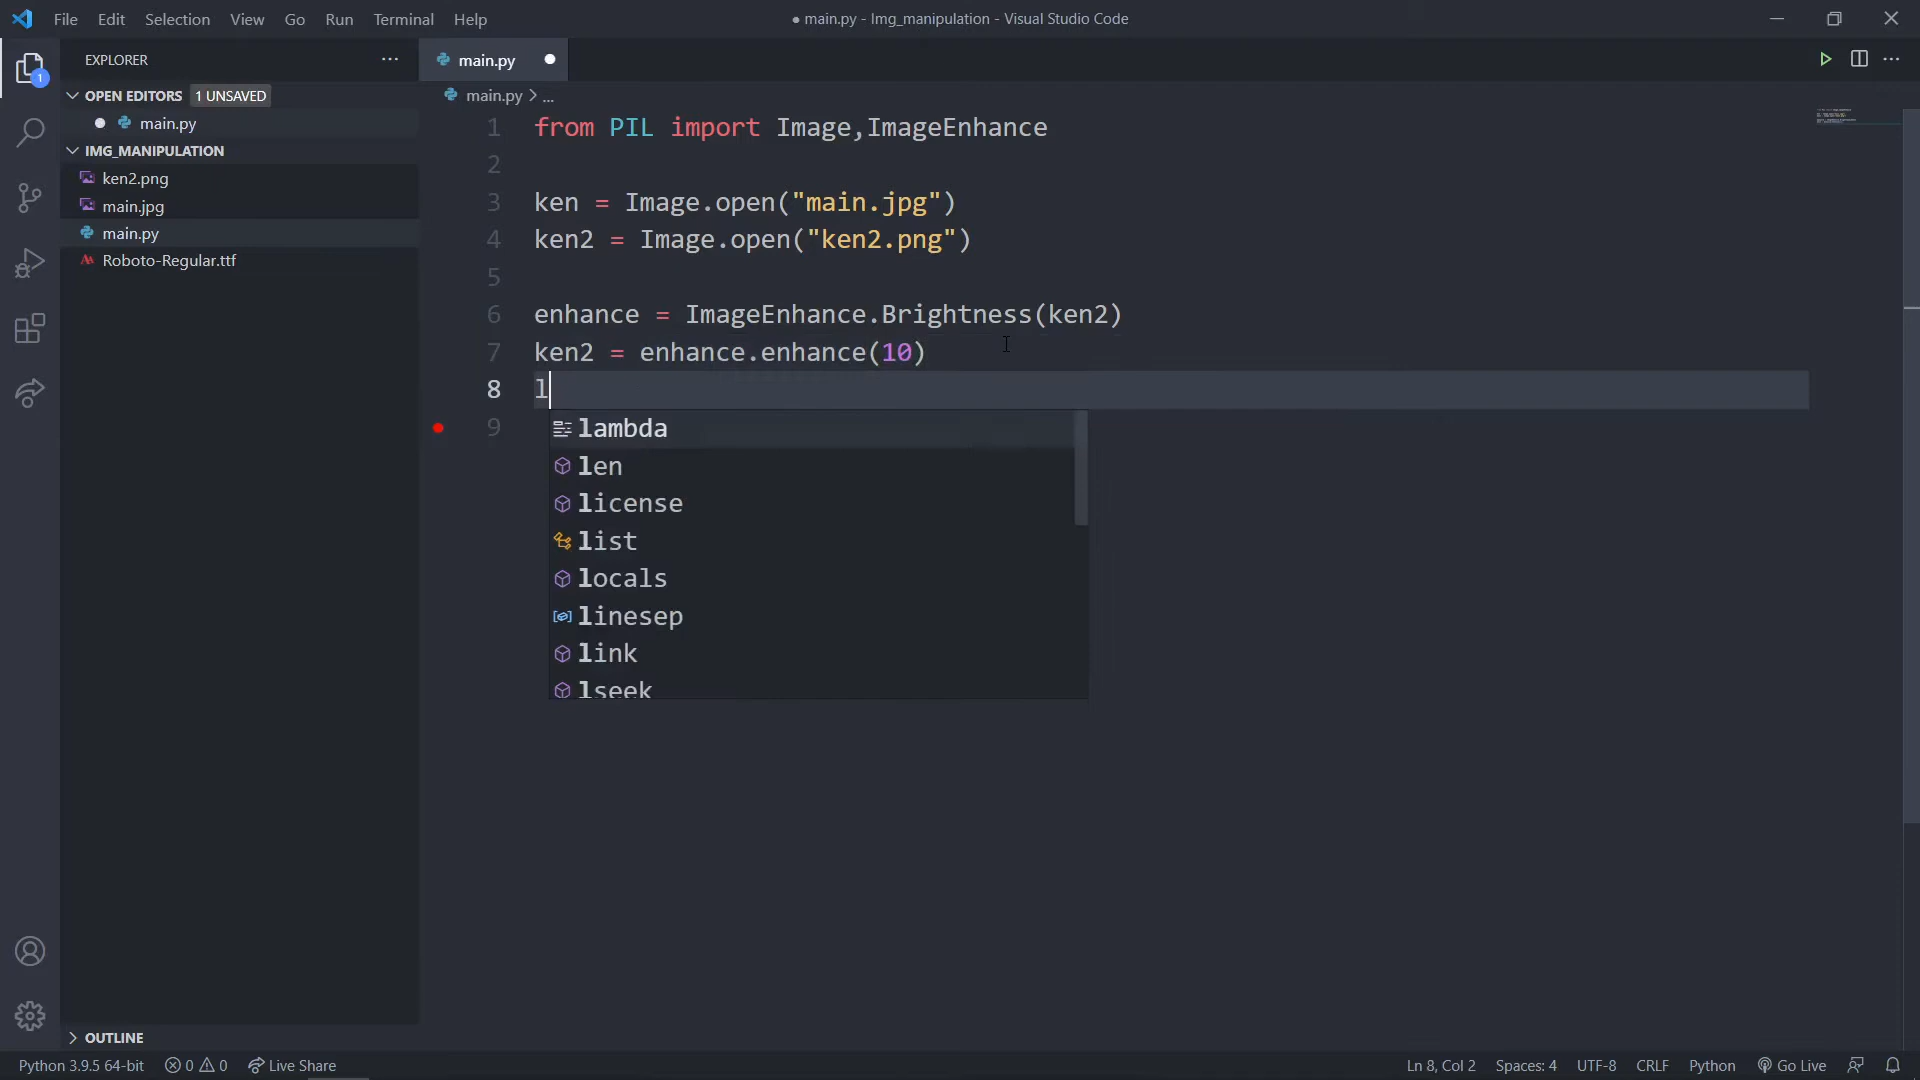 File Edit Selection View Go Run Terminal Help
● main.py - Img_manipulation - Visual Studio Code
EXPLORER
main.py
OPEN EDITORS 1 UNSAVED
main.py
IMG_MANIPULATION
ken2.png
main.jpg
main.py
Roboto-Regular.ttf
OUTLINE
1
main.py > ...
1 from PIL import Image,ImageEnhance
2
3 ken = Image.open("main.jpg")
4 ken2 = Image.open("ken2.png")
5
6 enhance = ImageEnhance.Brightness(ken2)
7 ken2 = enhance.enhance(10)
8 l
9
lambda
len
license
list
locals
linesep
link
lseek
Python 3.9.5 64-bit 0 0 Live Share
Ln 8, Col 2 Spaces: 4 UTF-8 CRLF Python Go Live